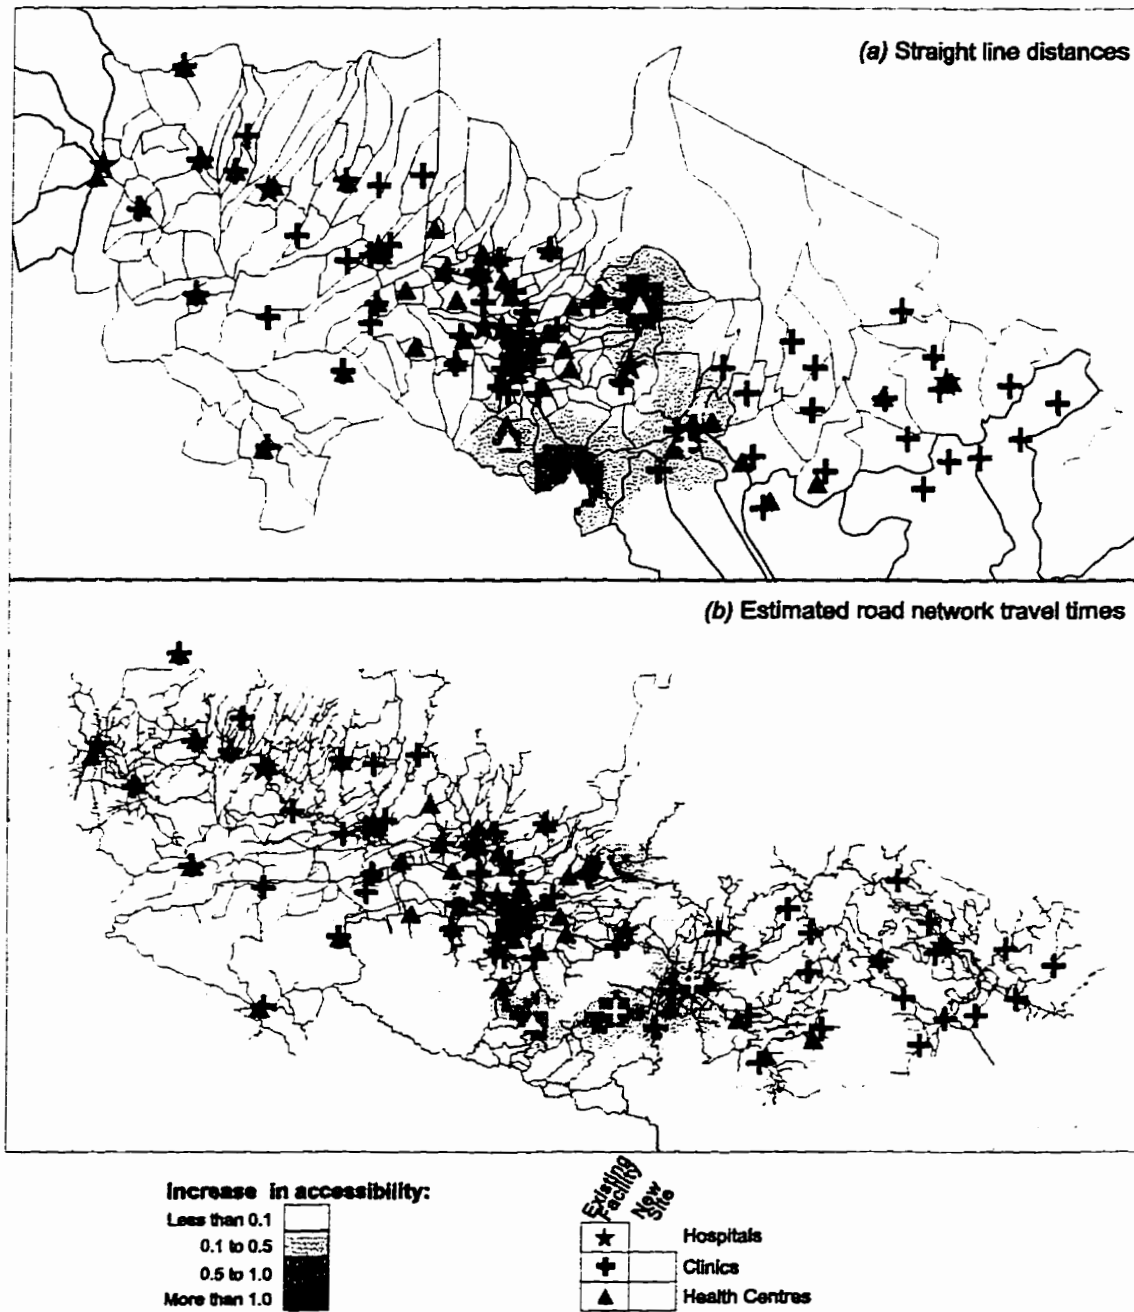 (a) Straight line distances
(b) Estimated road network travel times
Increase in accessibility:
Less than 0.1
0.1 to 0.5
0.5 to 1.0
More than 1.0
Existing Facility
New Site
Hospitals
Clinics
Health Centres